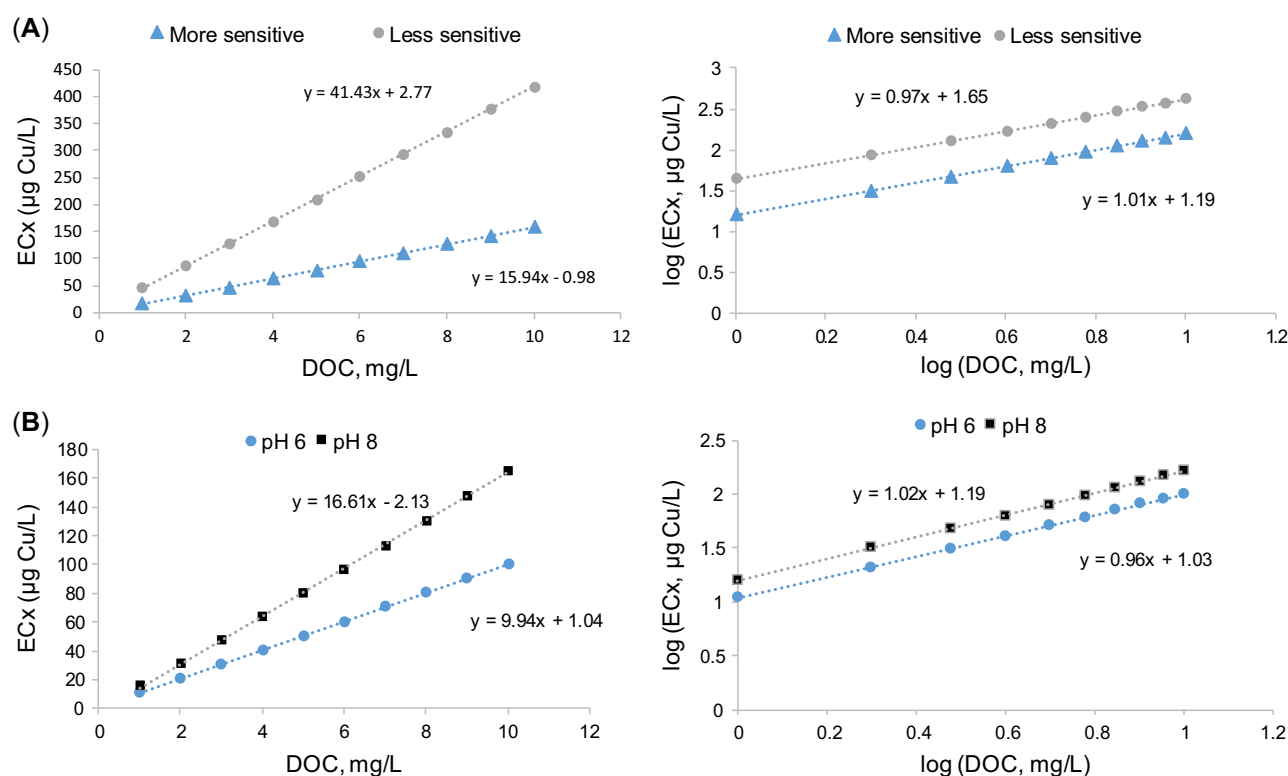 (A)
More sensitive Less sensitive
450
400
350
300
250
200
150
100
50
0
ECx (µg Cu/L)
y = 41.43x + 2.77
y = 15.94x - 0.98
0 2 4 6 8 10 12
DOC, mg/L
More sensitive Less sensitive
3
2.5
2
1.5
1
0.5
0
log (ECx, µg Cu/L)
y = 0.97x + 1.65
y = 1.01x + 1.19
0 0.2 0.4 0.6 0.8 1 1.2
log (DOC, mg/L)
(B)
pH 6 pH 8
180
160
140
120
100
80
60
40
20
0
ECx (µg Cu/L)
y = 16.61x - 2.13
y = 9.94x + 1.04
0 2 4 6 8 10 12
DOC, mg/L
pH 6 pH 8
2.5
2
1.5
1
0.5
0
log (ECx, µg Cu/L)
y = 1.02x + 1.19
y = 0.96x + 1.03
0 0.2 0.4 0.6 0.8 1 1.2
log (DOC, mg/L)